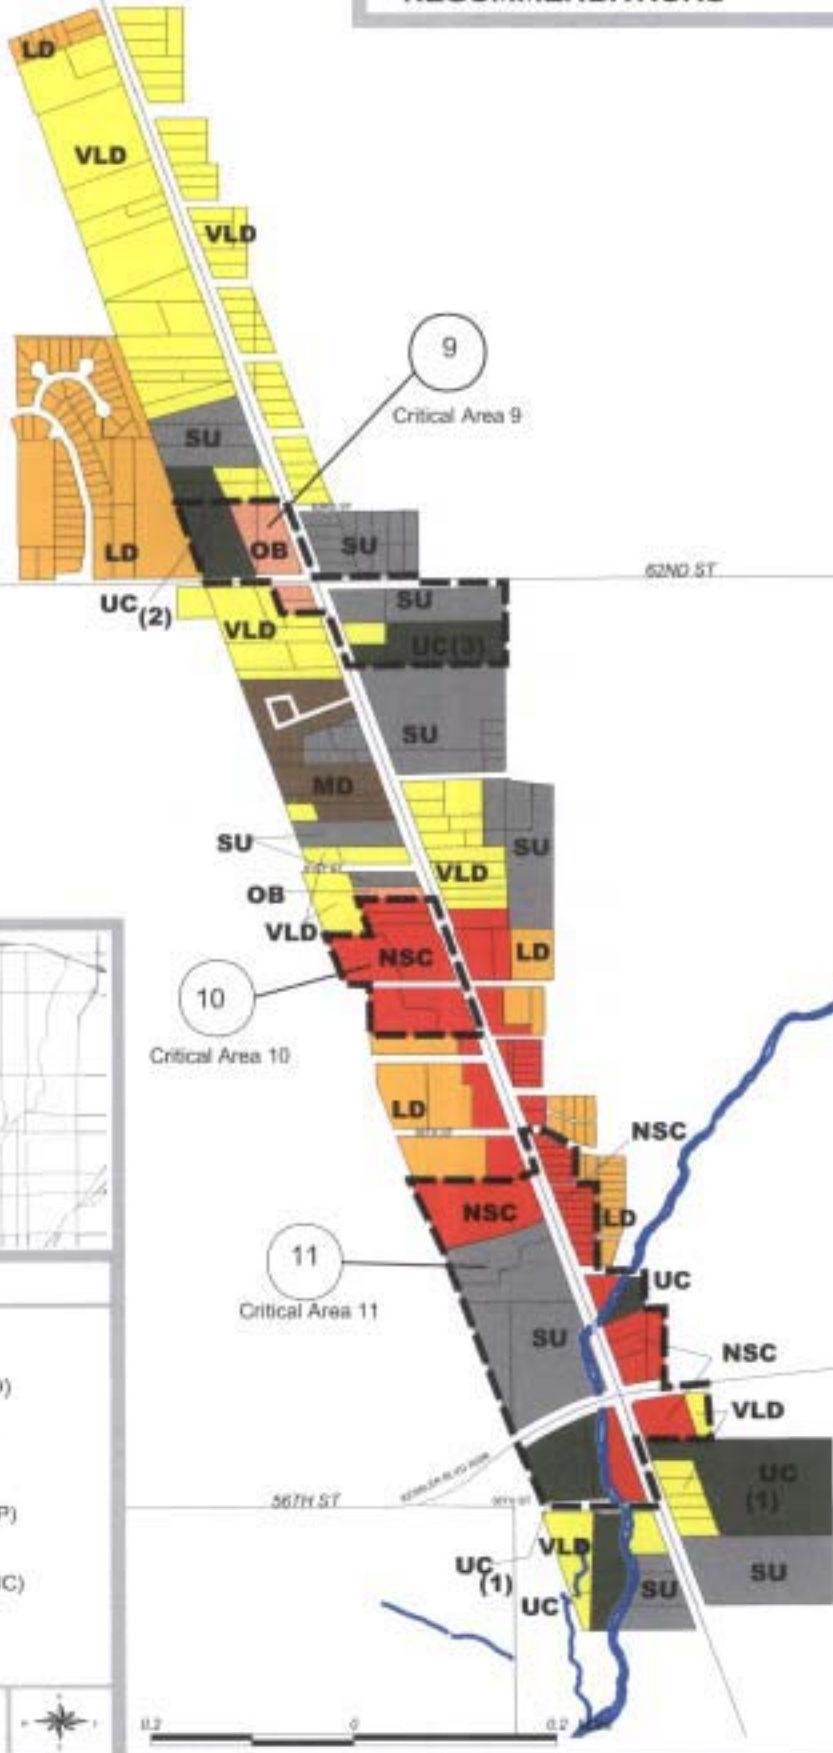 RECOMMENDATIONS
LD
VLD
VLD
9
Critical Area 9
SU
LD
OB
SU
62ND ST
UC(2)
SU
VLD
UC(3)
SU
MD
SU
SU
VLD
OB
VLD
NSC
LD
10
Critical Area 10
LD
NSC
NSC
LD
11
Critical Area 11
UC
SU
NSC
VLD
56TH ST
UC
(1)
VLD
UC
(1)
SU
SU
UC
P)
C)
0.2
0
0.2